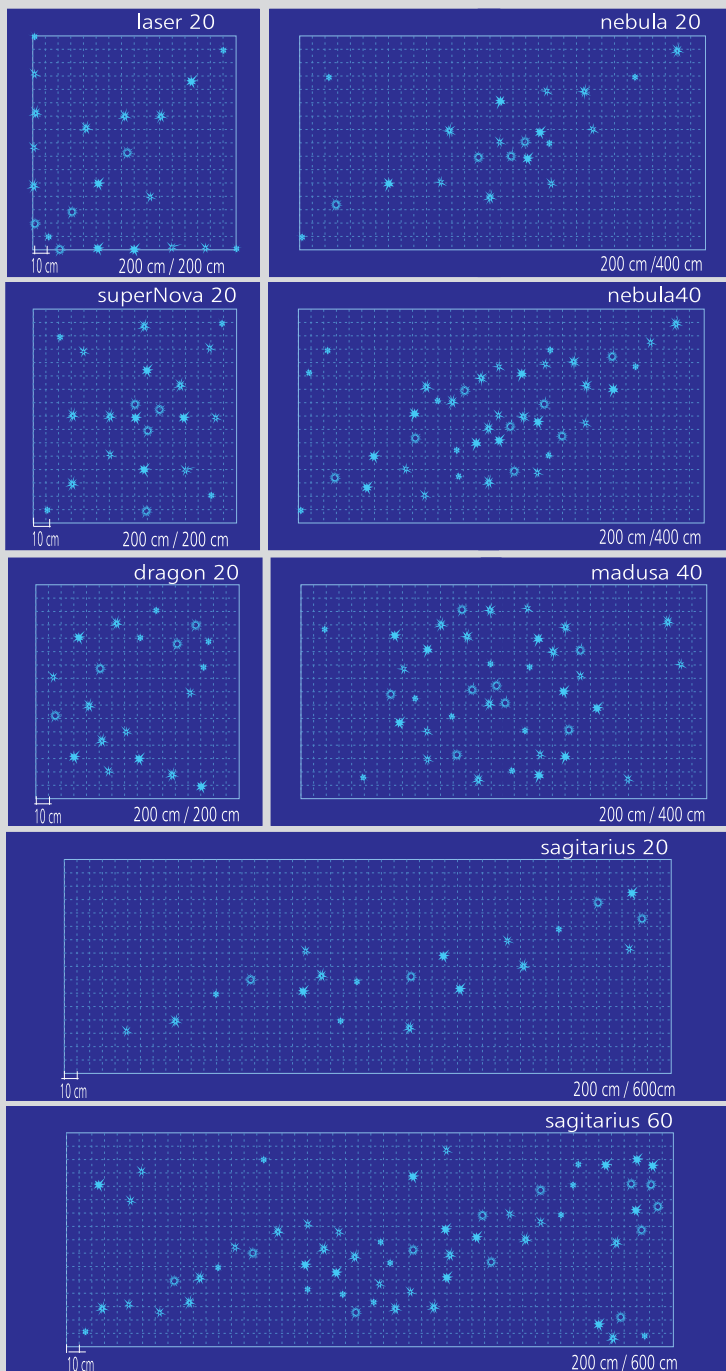 laser 20
10 cm
200 cm / 200 cm
nebula 20
200 cm /400 cm
superNova 20
10 cm
200 cm / 200 cm
nebula40
200 cm /400 cm
dragon 20
10 cm
200 cm / 200 cm
madusa 40
200 cm / 400 cm
sagitarius 20
10 cm
200 cm / 600cm
sagitarius 60
10 cm
200 cm / 600 cm